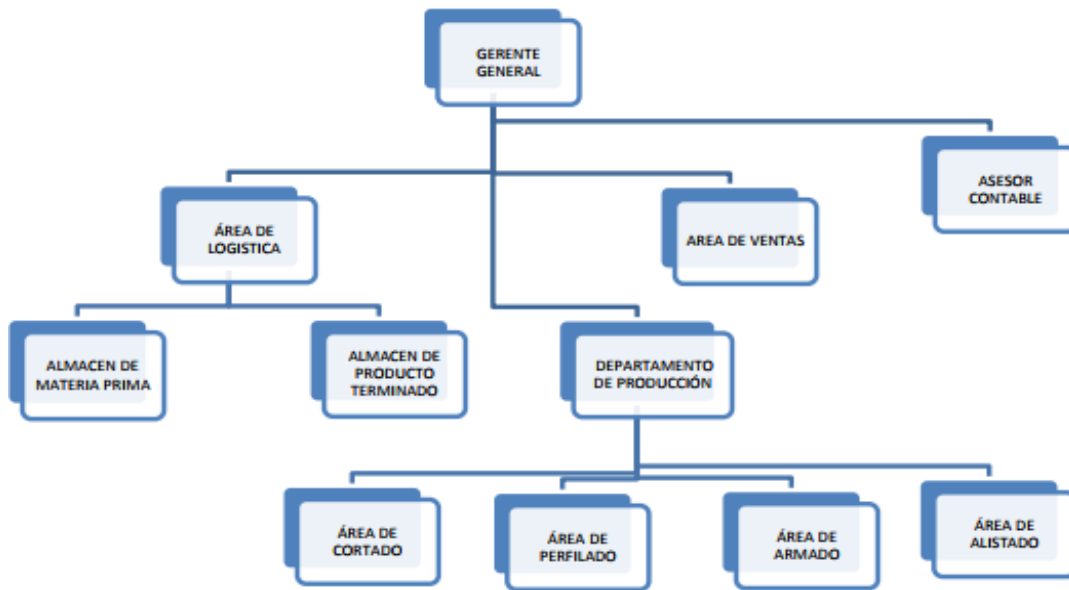 GERENTE
GENERAL
ASESOR
CONTABLE
ÁREA DE
LOGISTICA
AREA DE VENTAS
ALMACEN DE
MATERIA PRIMA
ALMACEN DE
PRODUCTO
TERMINADO
DEPARTAMENTO
DE PRODUCCIÓN
ÁREA DE
CORTADO
ÁREA DE
PERFILADO
ÁREA DE
ARMADO
ÁREA DE
ALISTADO